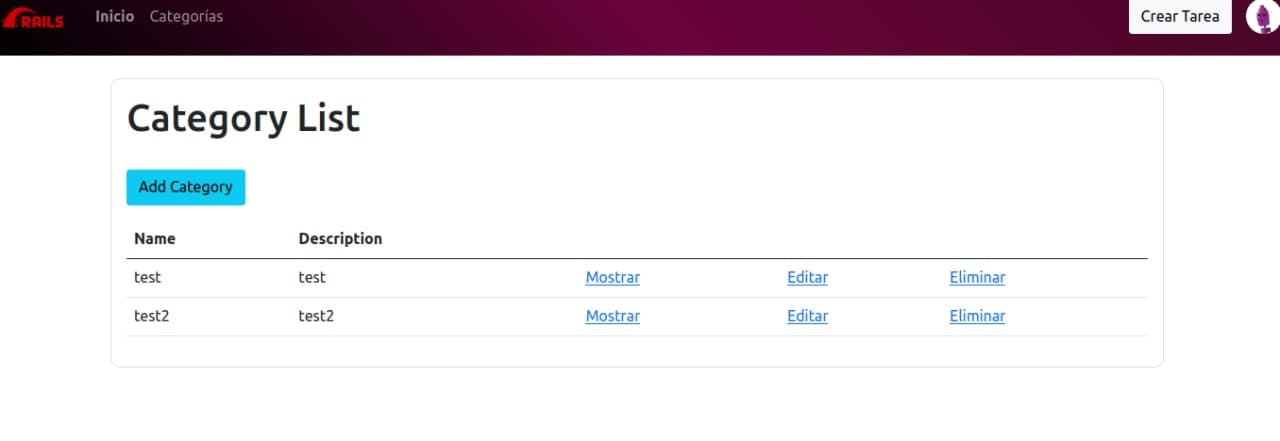 RAILS Inicio Categorías Crear Tarea
Category List
Add Category
Name Description
test test Mostrar Editar Eliminar
test2 test2 Mostrar Editar Eliminar